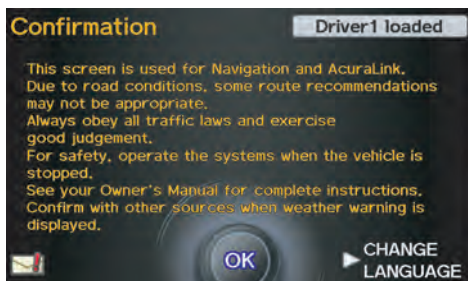 Confirmation
Driver1 loaded
This screen is used for Navigation and AcuraLink.
Due to road conditions, some route recommendations
may not be appropriate.
Always obey all traffic laws and exercise
good judgement.
For safety, operate the systems when the vehicle is
stopped.
See your Owner's Manual for complete instructions.
Confirm with other sources when weather warning is
displayed.
OK
CHANGE
LANGUAGE